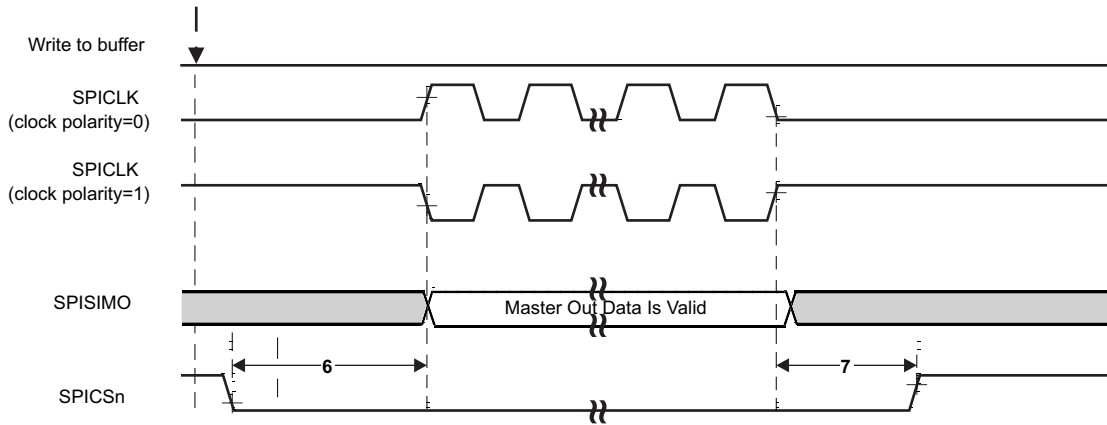 Write to buffer
SPICLK
(clock polarity=0)
SPICLK
(clock polarity=1)
SPISIMO
Master Out Data Is Valid
6
7
SPICSn